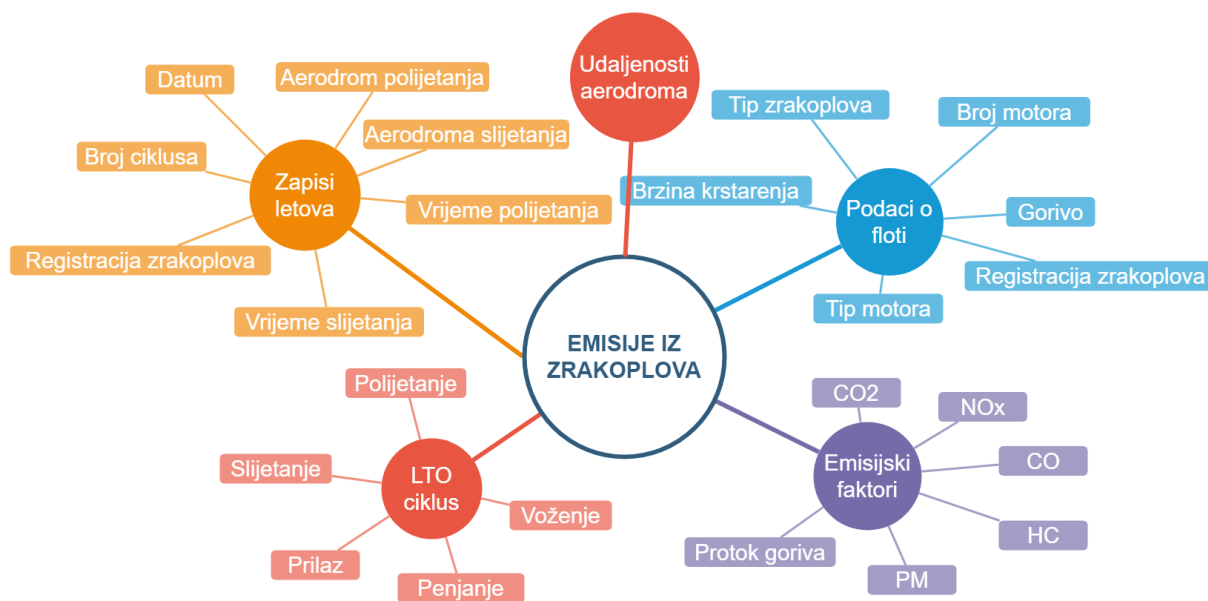 Udaljenosti
aerodroma
Datum
Aerodrom polijetanja
Aerodroma slijetanja
Broj ciklusa
Zapisi
letova
Vrijeme polijetanja
Registracija zrakoplova
Vrijeme slijetanja
Tip zrakoplova
Broj motora
Brzina krstarenja
Podaci o
floti
Gorivo
Registracija zrakoplova
Tip motora
EMISIJE IZ
ZRAKOPLOVA
Polijetanje
Slijetanje
LTO
ciklus
Voženje
Prilaz
Penjanje
CO2
NOx
Emisijski
faktori
CO
HC
Protok goriva
PM